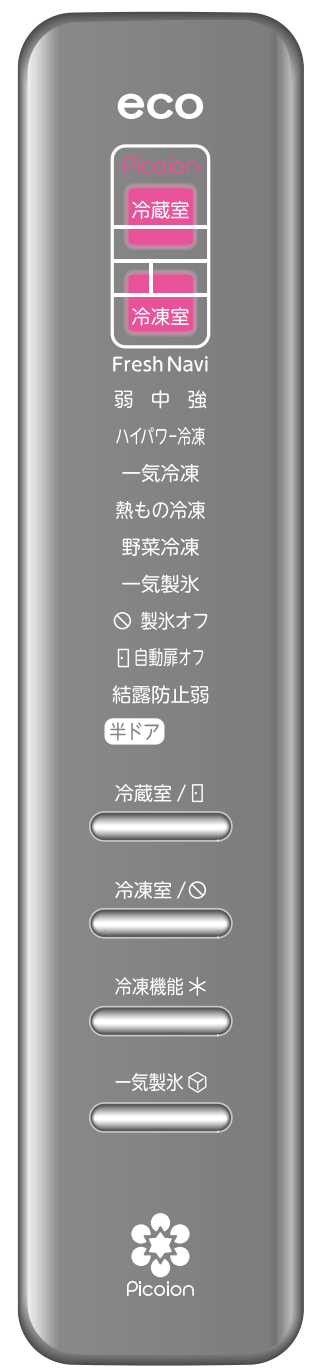 eco
Picoion
冷蔵室
冷凍室
Fresh Navi
弱 中 強
ハイパワー冷凍
一気冷凍
熱もの冷凍
野菜冷凍
一気製氷
製氷オフ
自動扉オフ
結露防止弱
半ドア
冷蔵室 /
冷凍室 /
冷凍機能
一気製氷
Picoion